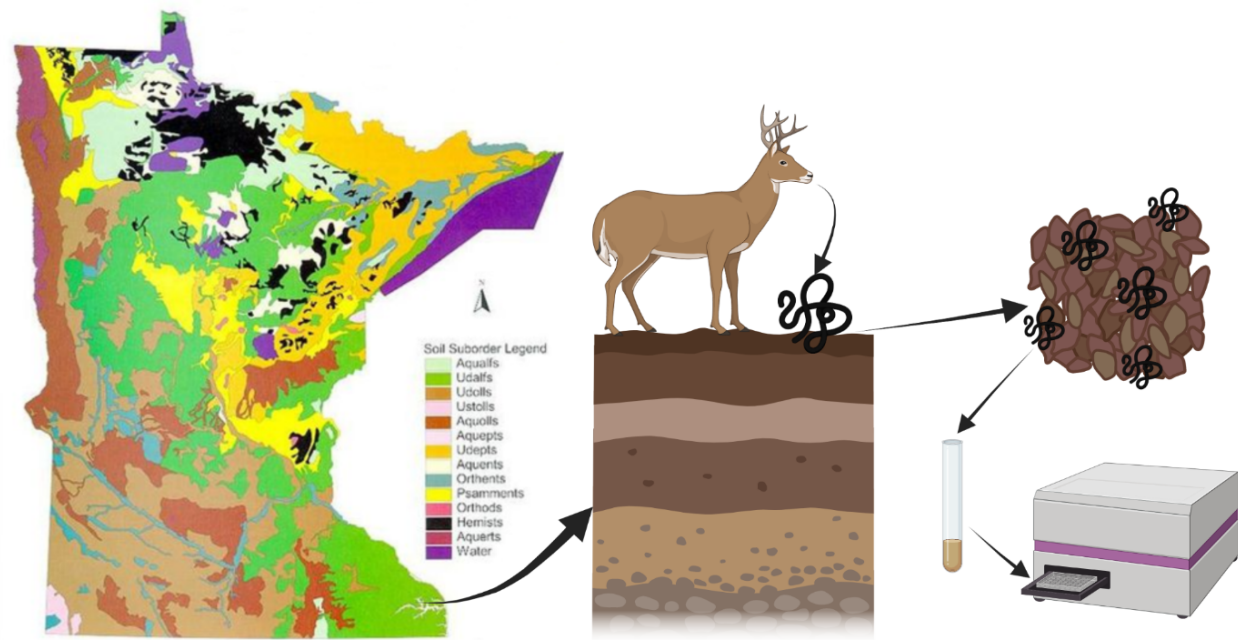 N
Soil Suborder Legend
Aqualfs
Udalfs
Udolls
Ustolls
Aquolls
Aquepts
Udepts
Aquents
Orthents
Psamments
Orthods
Hemists
Aquerts
Water